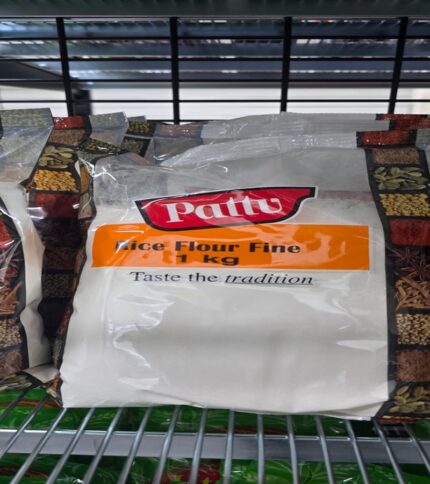 Pattu
Rice Flour Fine
1 kg
Taste the tradition